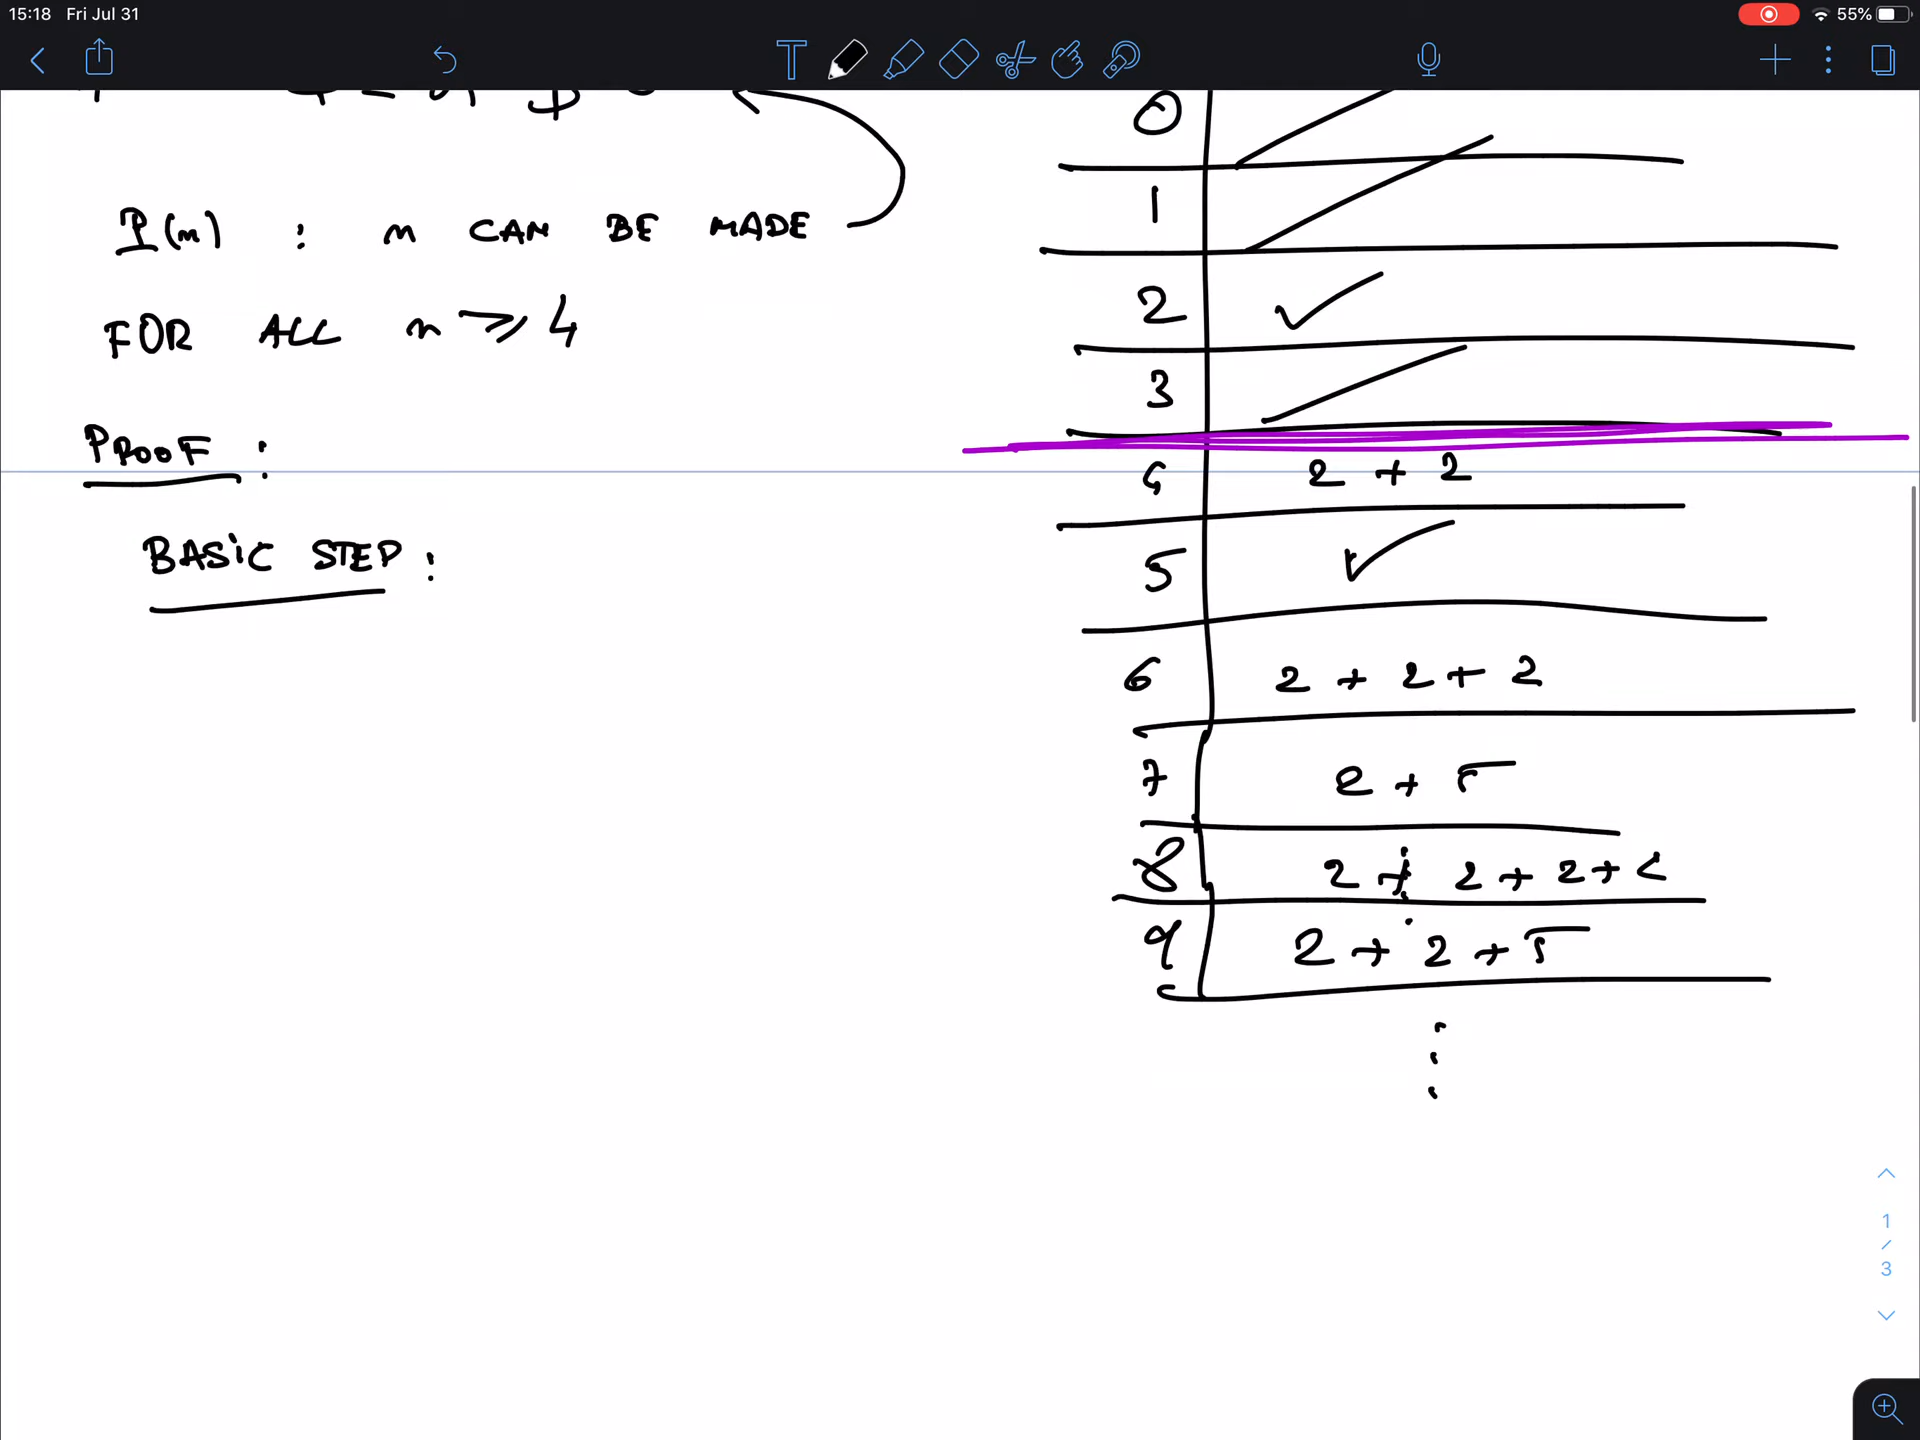 15:18 Fri Jul 31
55%
P(n) : n CAN BE MADE
FOR ALL n ⩾ 4
PROOF :
BASIC STEP :
0
1
2 ✓
3
4 2 + 2
5 ✓
6 2 + 2 + 2
7 2 + 5
8 2 + 2 + 2 + 2
9 2 + 2 + 5
1
/
3